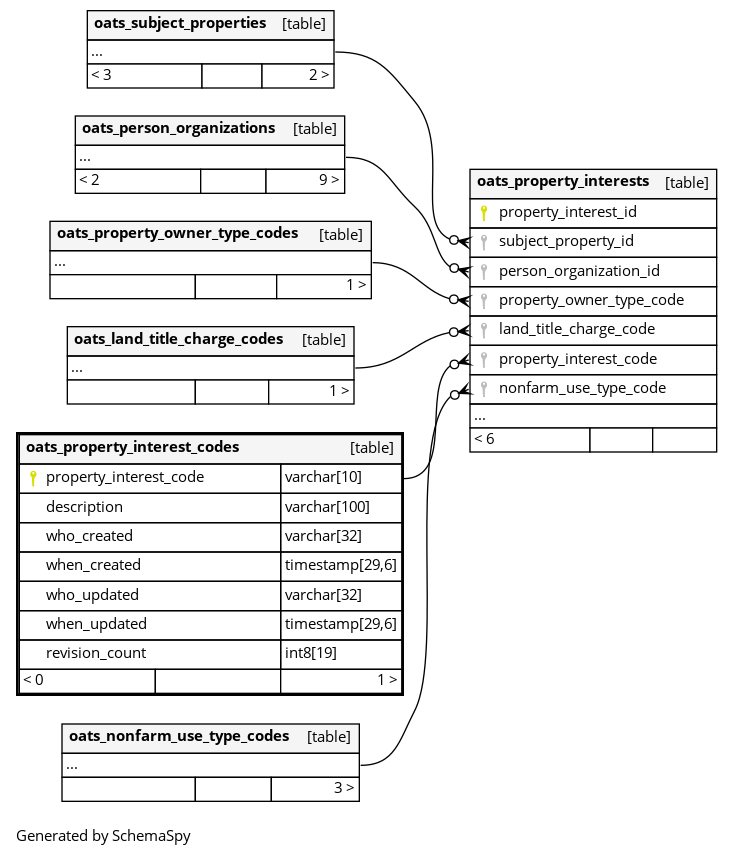 oats_subject_properties [table]
...
< 3 2 >
oats_person_organizations [table]
...
< 2 9 >
oats_property_owner_type_codes [table]
...
1 >
oats_land_title_charge_codes [table]
...
1 >
oats_property_interest_codes [table]
property_interest_code varchar[10]
description varchar[100]
who_created varchar[32]
when_created timestamp[29,6]
who_updated varchar[32]
when_updated timestamp[29,6]
revision_count int8[19]
< 0 1 >
oats_nonfarm_use_type_codes [table]
...
3 >
oats_property_interests [table]
property_interest_id
subject_property_id
person_organization_id
property_owner_type_code
land_title_charge_code
property_interest_code
nonfarm_use_type_code
...
< 6
Generated by SchemaSpy